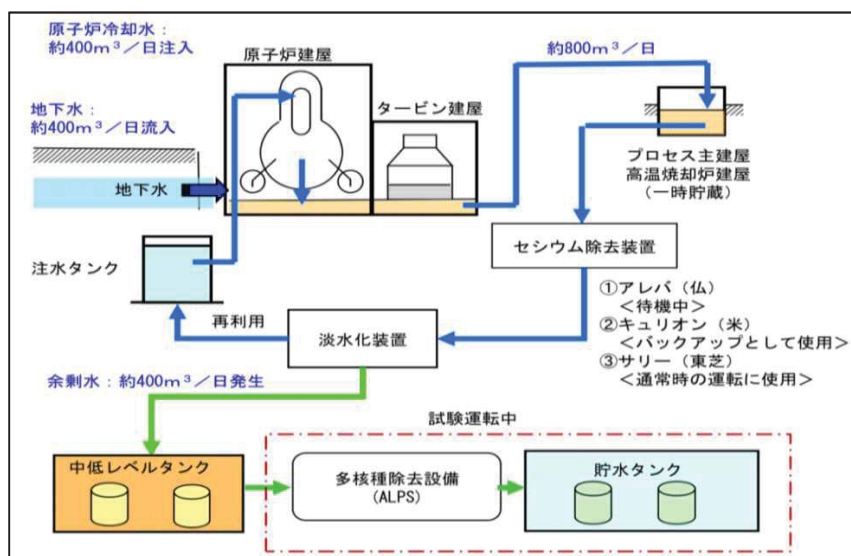 原子炉冷却水：
約400m³／日注入
原子炉建屋
約800m³／日
地下水：
約400m³／日流入
タービン建屋
プロセス主建屋
高温焼却炉建屋
（一時貯蔵）
地下水
セシウム除去装置
注水タンク
①アレバ（仏）
＜待機中＞
②キュリオン（米）
＜バックアップとして使用＞
③サリー（東芝）
＜通常時の運転に使用＞
再利用
淡水化装置
余剰水：約400m³／日発生
試験運転中
中低レベルタンク
多核種除去設備
(ALPS)
貯水タンク